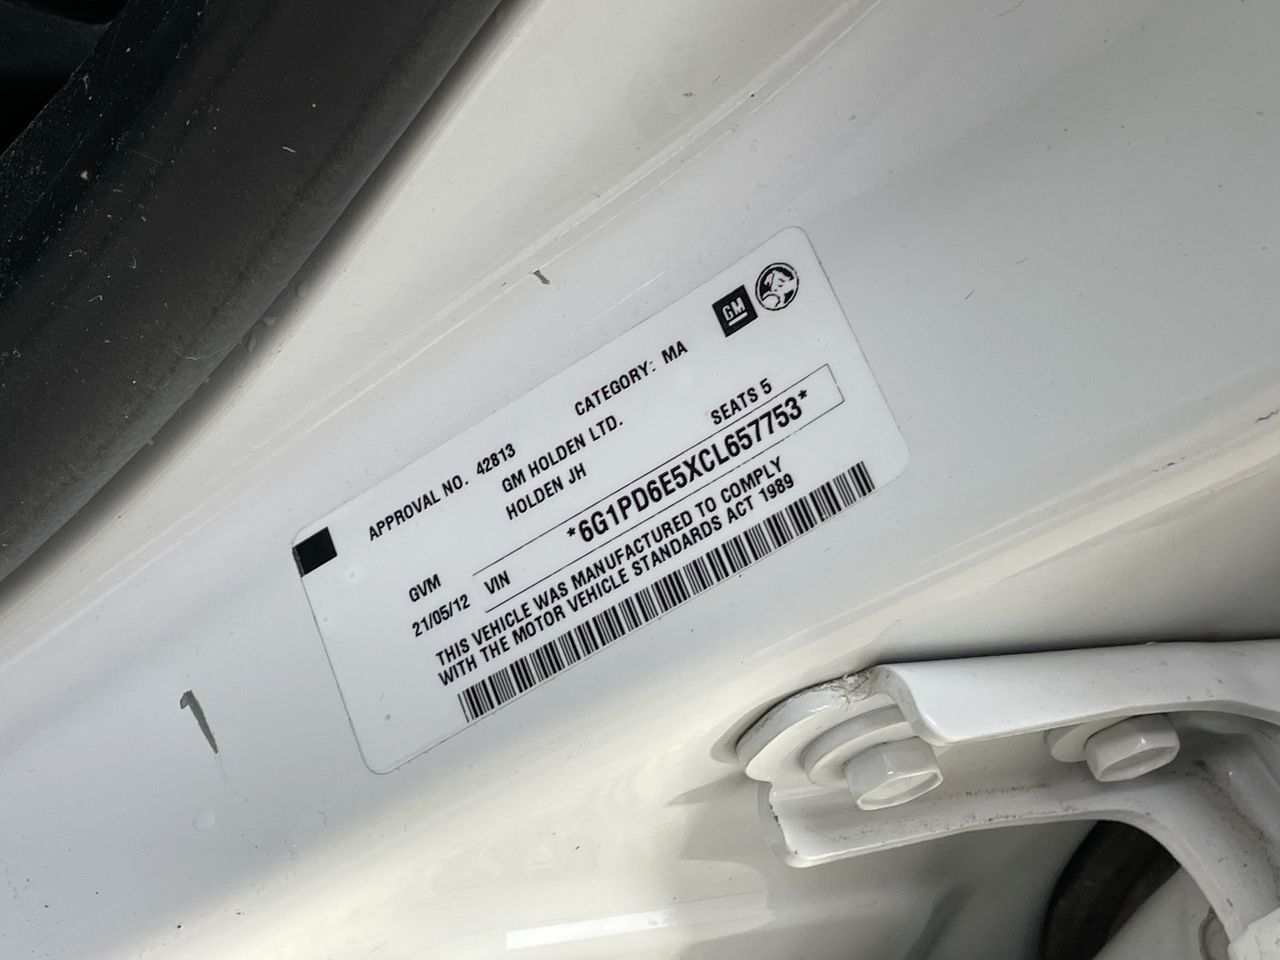 GM
APPROVAL NO. 42813 CATEGORY: MA
GM HOLDEN LTD.
HOLDEN JH SEATS 5
GVM
21/05/12 VIN *6G1PD6E5XCL657753*
THIS VEHICLE WAS MANUFACTURED TO COMPLY
WITH THE MOTOR VEHICLE STANDARDS ACT 1989